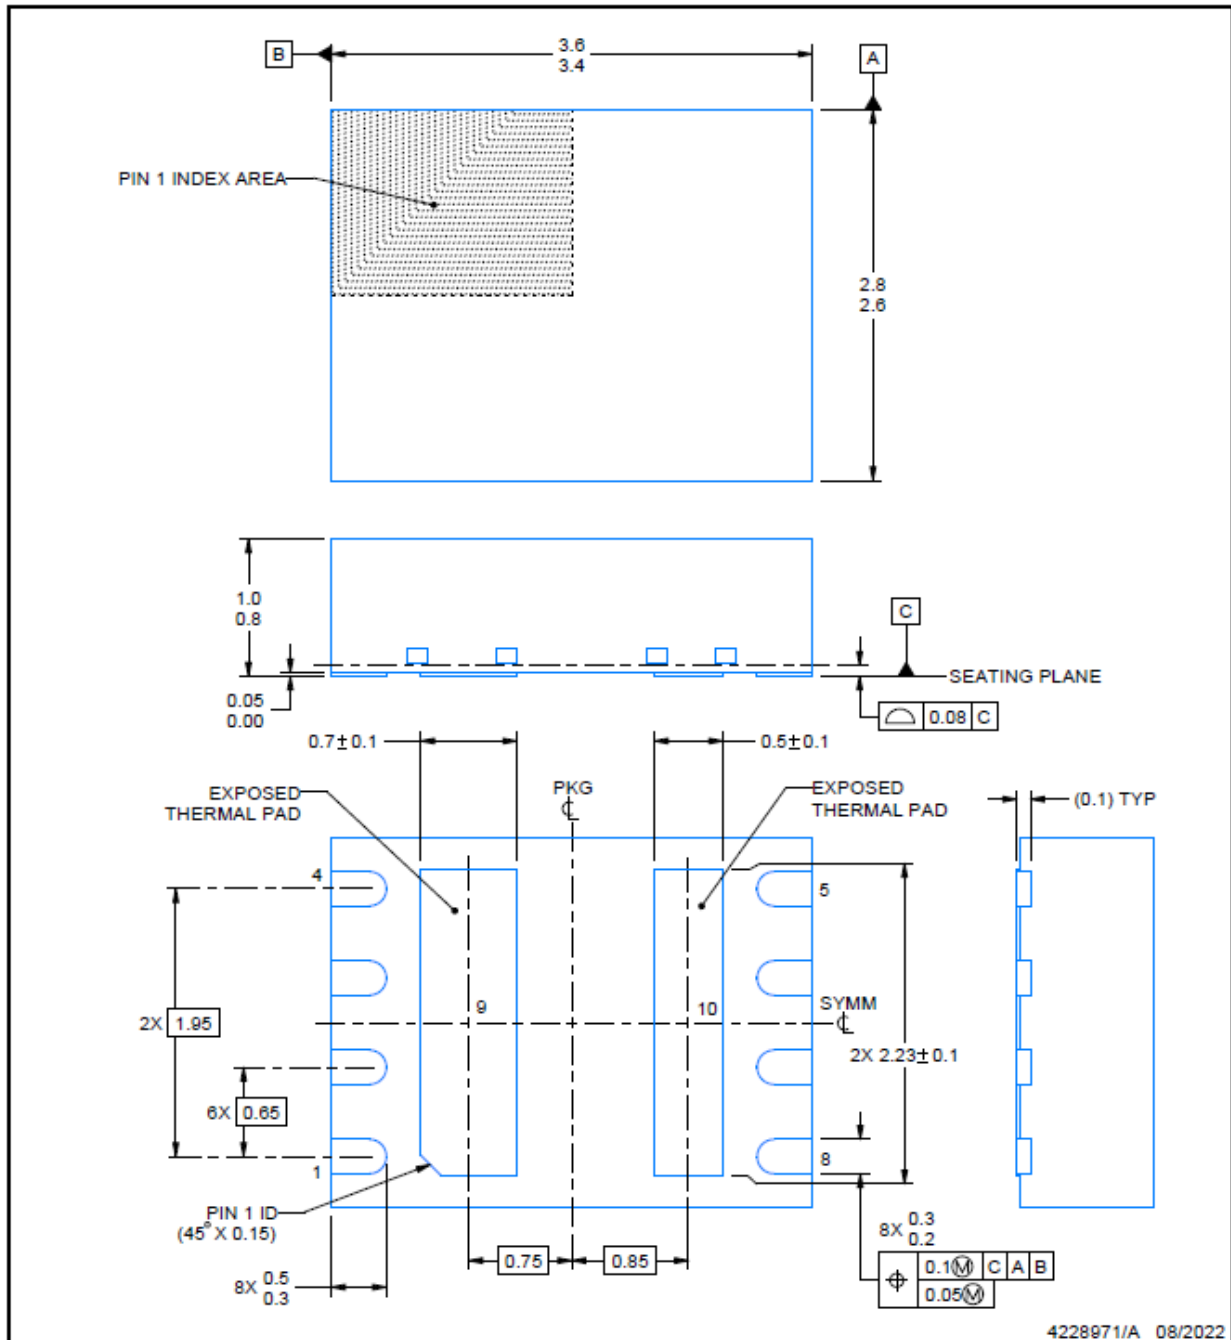 B
3.6
3.4
A
PIN 1 INDEX AREA
2.8
2.6
1.0
0.8
C
SEATING PLANE
0.05
0.00
0.08 C
0.7±0.1
0.5±0.1
EXPOSED
THERMAL PAD
PKG
℄
EXPOSED
THERMAL PAD
(0.1) TYP
4
5
9
10
SYMM
℄
2X 1.95
2X 2.23±0.1
6X 0.65
1
8
PIN 1 ID
(45° X 0.15)
0.75
0.85
8X 0.3
0.2
8X 0.5
0.3
⌖ 0.1Ⓜ C A B
0.05Ⓜ
4228971/A 08/2022